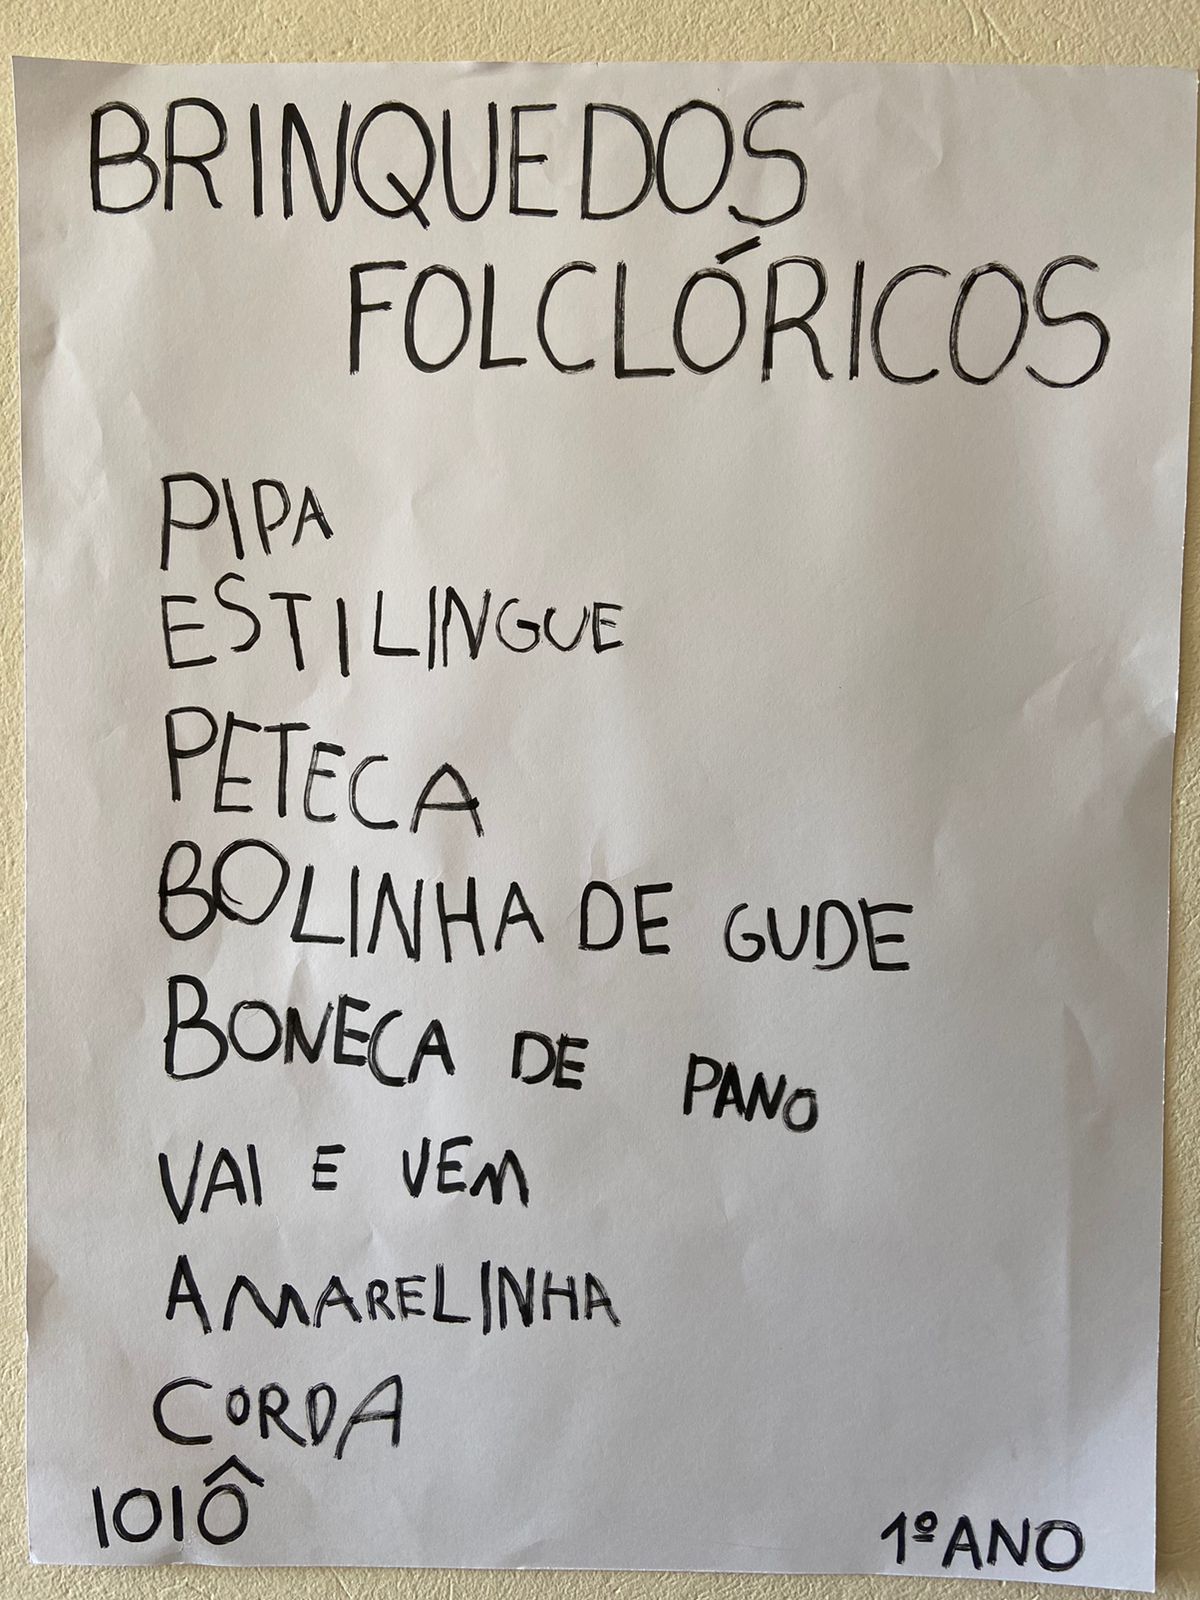 BRINQUEDOS
FOLCLÓRICOS
PIPA
ESTILINGUE
PETECA
BOLINHA DE GUDE
BONECA DE PANO
VAI E VEM
AMARELINHA
CORDA
IOIÔ
1º ANO